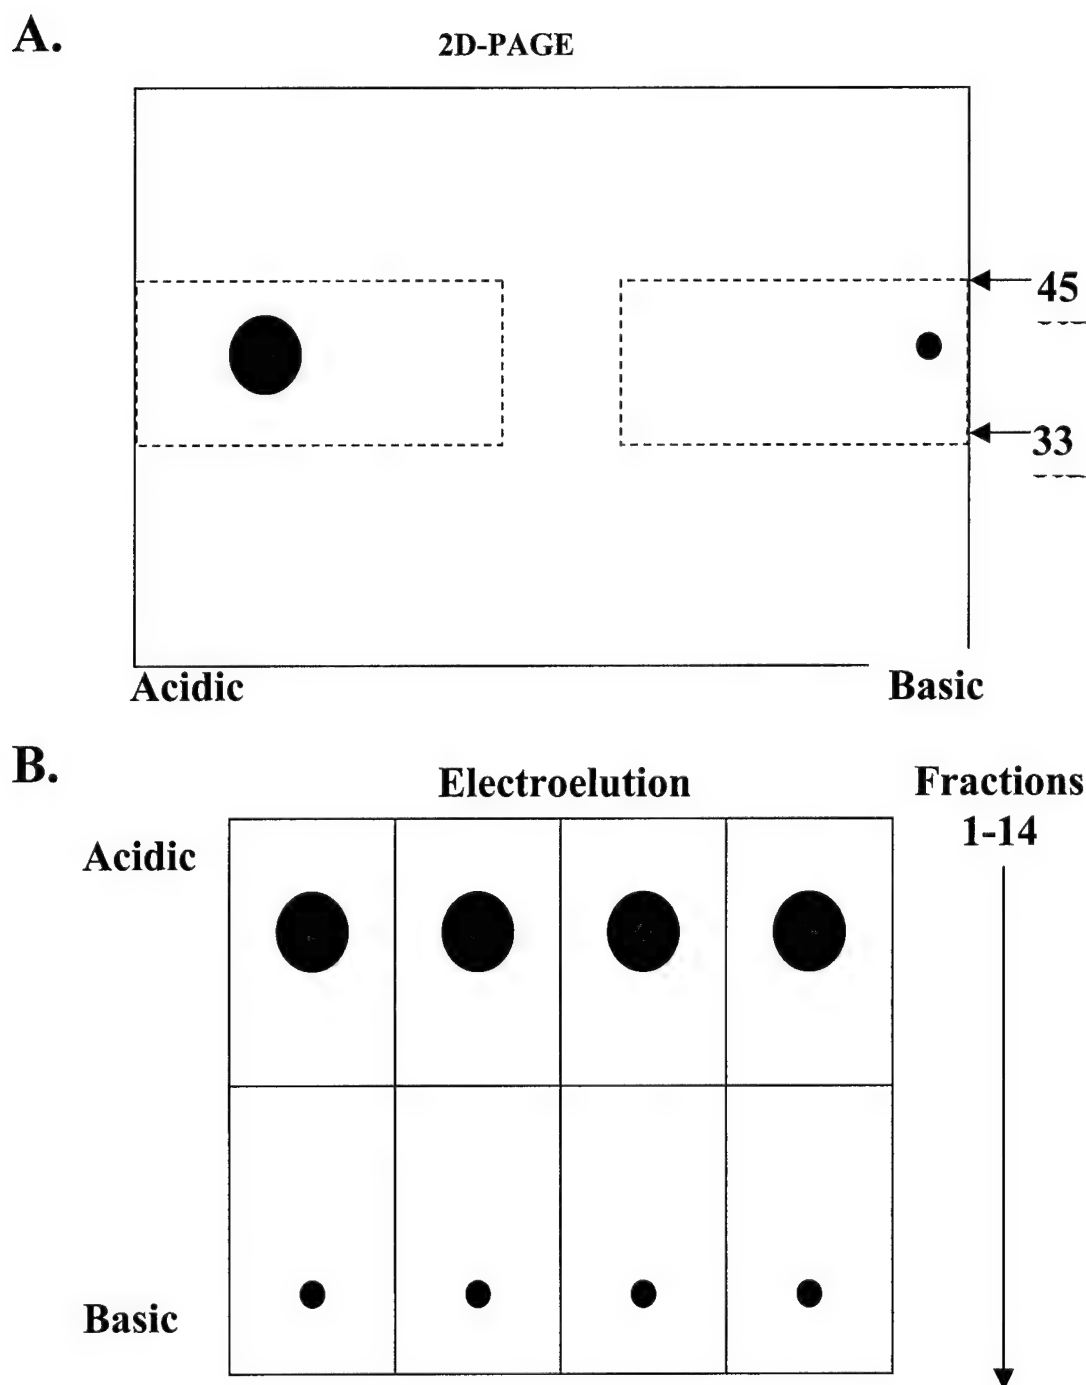 A.
2D-PAGE
45
33
Acidic
Basic
B.
Electroelution
Fractions
1-14
Acidic
Basic